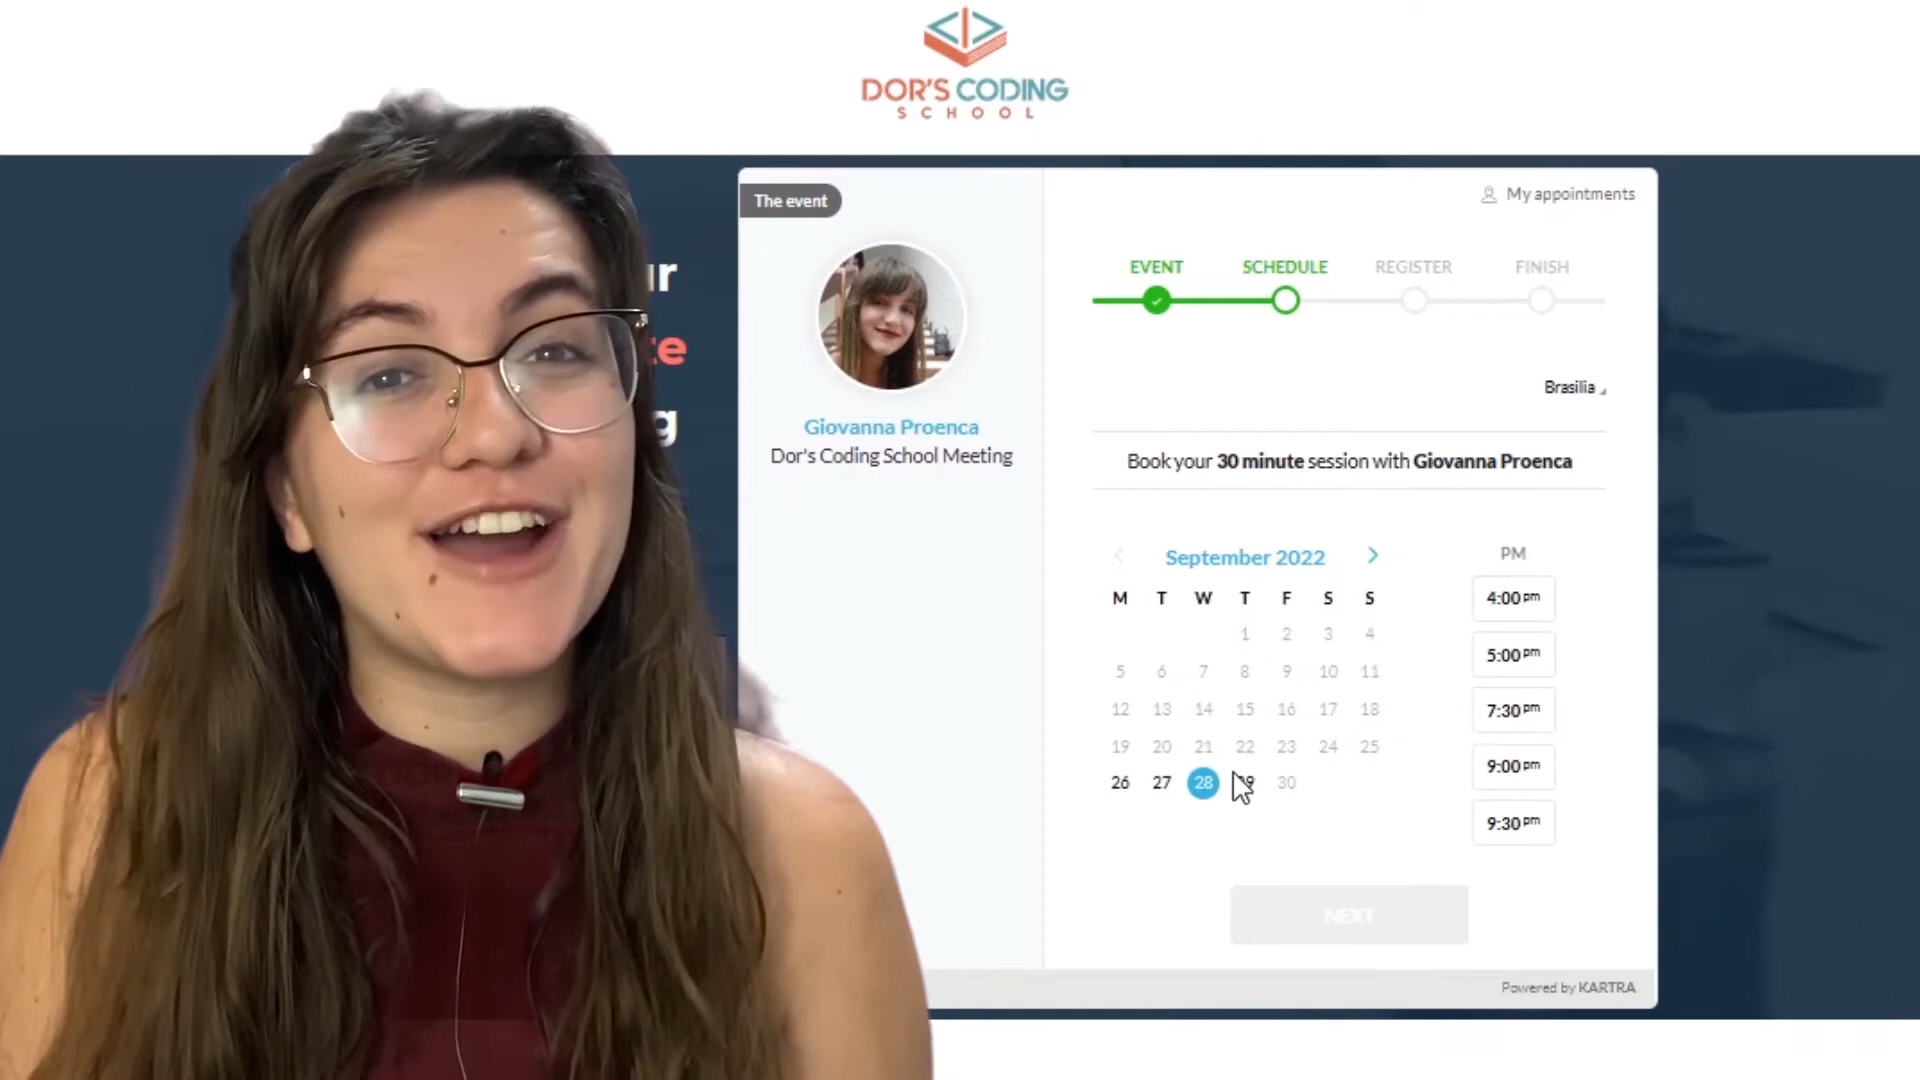 DOR'S CODING
SCHOOL
The event
My appointments
EVENT SCHEDULE REGISTER FINISH
Giovanna Proenca
Dor's Coding School Meeting
Brasilia
Book your 30 minute session with Giovanna Proenca
September 2022
M T W T F S S
1 2 3 4
5 6 7 8 9 10 11
12 13 14 15 16 17 18
19 20 21 22 23 24 25
26 27 28 29 30
PM
4:00 pm
5:00 pm
7:30 pm
9:00 pm
9:30 pm
NEXT
Powered by KARTRA